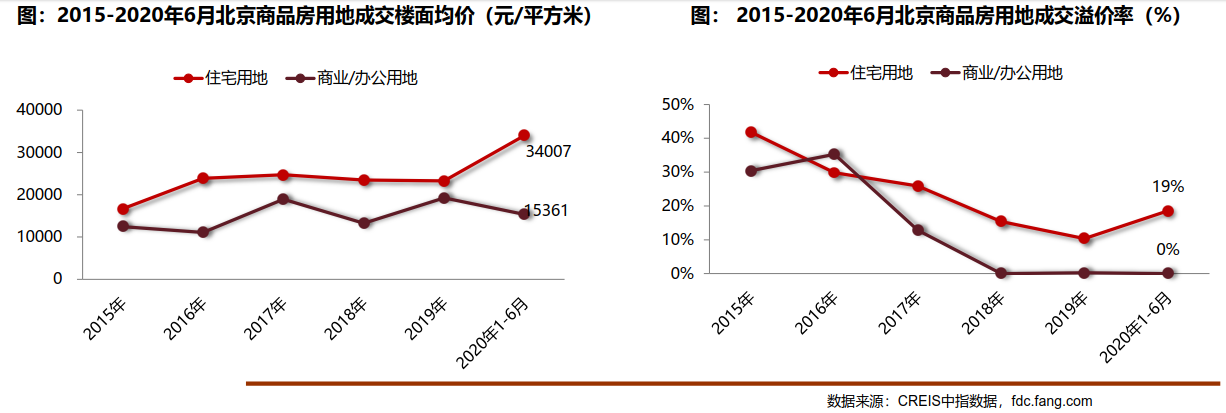 图：2015-2020年6月北京商品房用地成交楼面均价（元/平方米）
住宅用地 商业/办公用地
40000
30000
20000
10000
0
34007
15361
2015年 2016年 2017年 2018年 2019年 2020年1-6月
图： 2015-2020年6月北京商品房用地成交溢价率（%）
住宅用地 商业/办公用地
50%
40%
30%
20%
10%
0%
19%
0%
2015年 2016年 2017年 2018年 2019年 2020年1-6月
数据来源：CREIS中指数据，fdc.fang.com